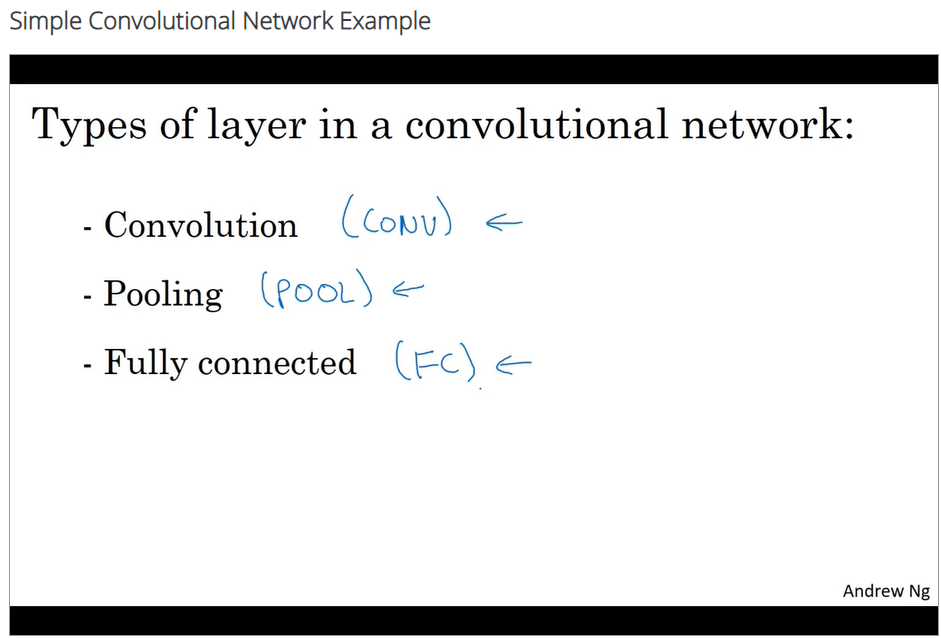 Simple Convolutional Network Example
Types of layer in a convolutional network:
- Convolution (CONV) ←
- Pooling (POOL) ←
- Fully connected (FC) ←
Andrew Ng